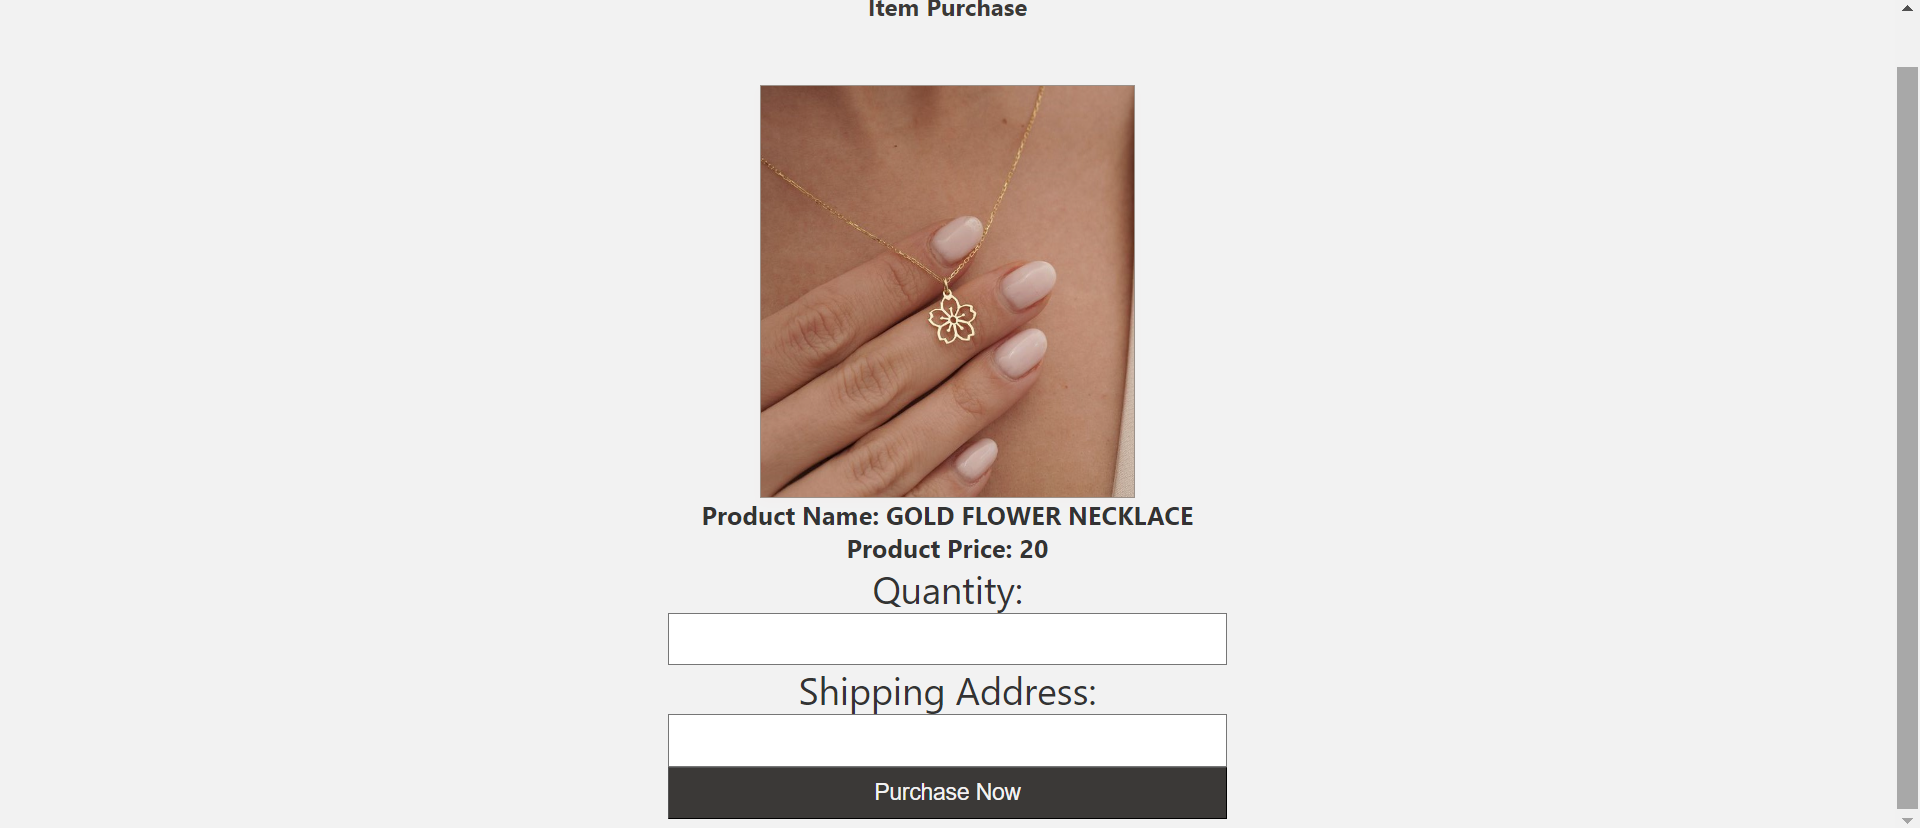 Item Purchase
Product Name: GOLD FLOWER NECKLACE
Product Price: 20
Quantity:
Shipping Address:
Purchase Now